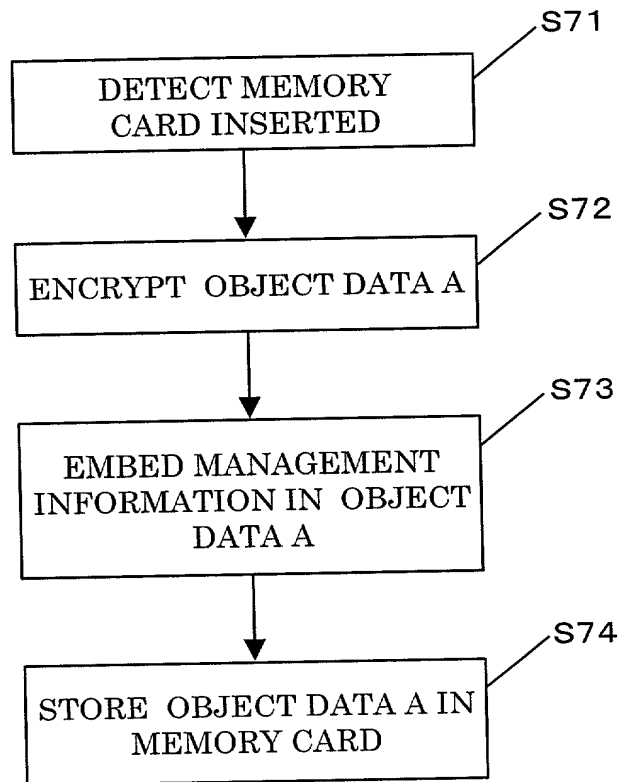 S71
DETECT MEMORY
CARD INSERTED
S72
ENCRYPT OBJECT DATA A
S73
EMBED MANAGEMENT
INFORMATION IN OBJECT
DATA A
S74
STORE OBJECT DATA A IN
MEMORY CARD